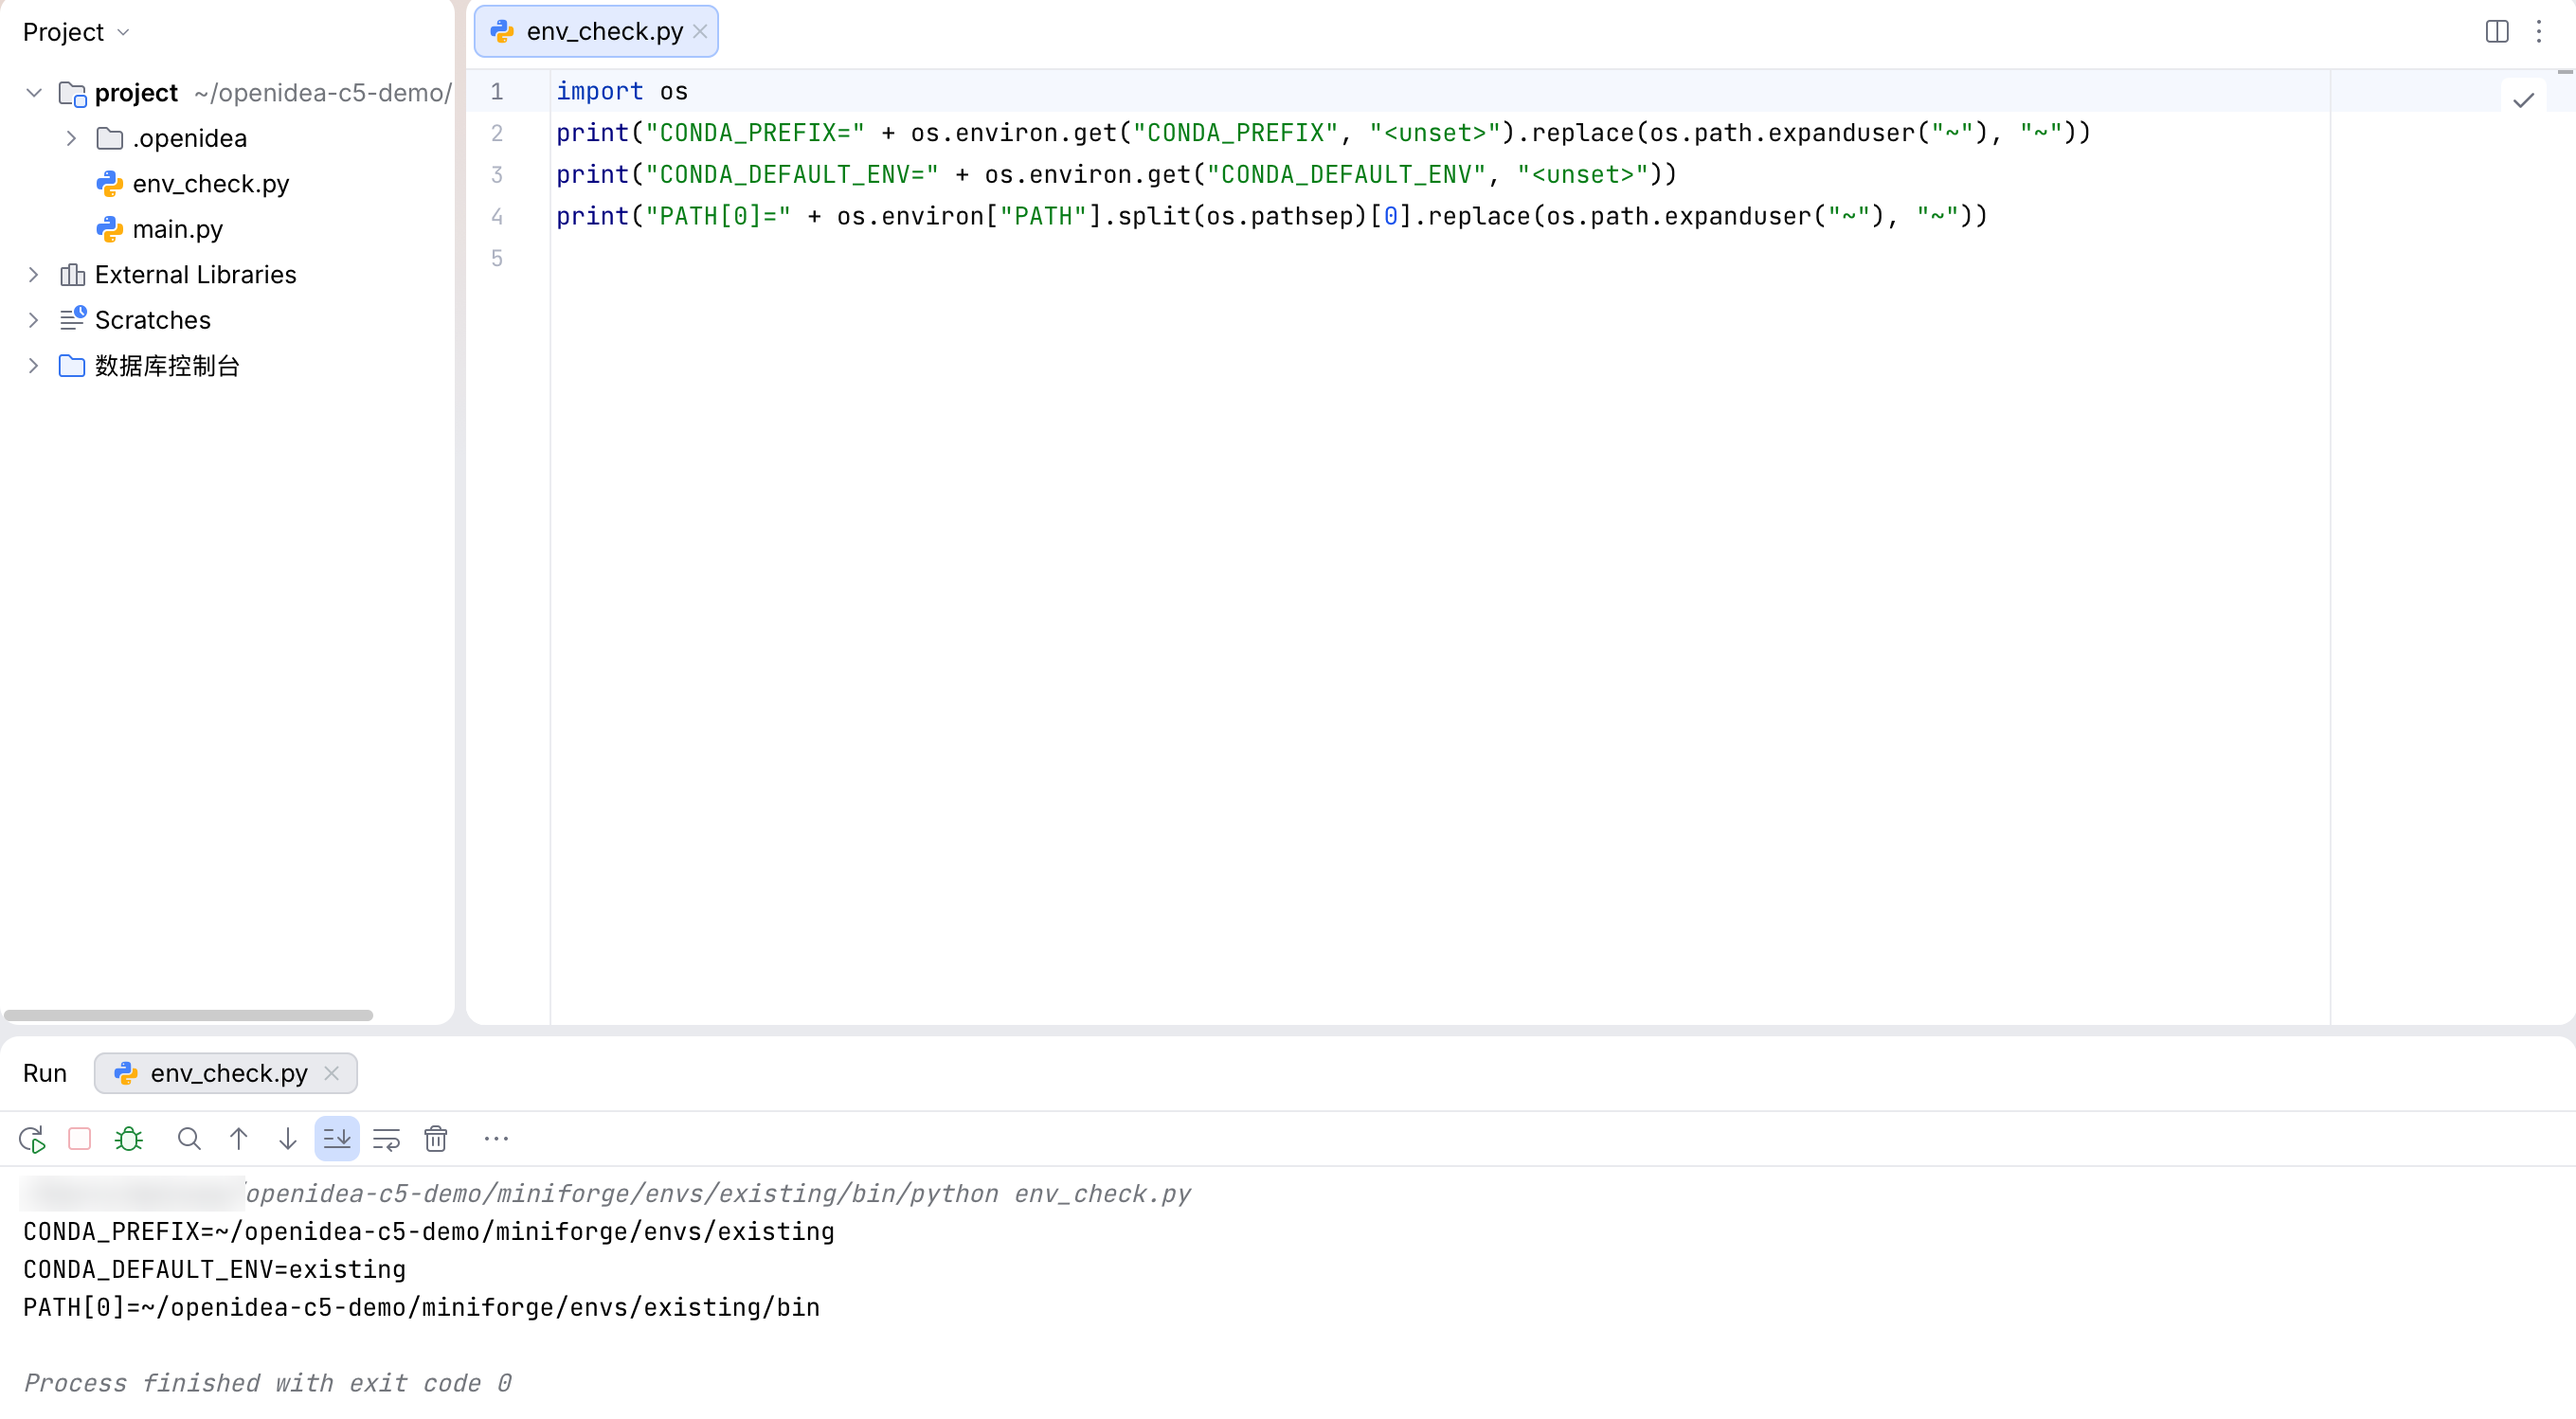 Project
project ~/openidea-c5-demo/
.openidea
env_check.py
main.py
External Libraries
Scratches
数据库控制台
env_check.py
1 import os
2 print("CONDA_PREFIX=" + os.environ.get("CONDA_PREFIX", "<unset>").replace(os.path.expanduser("~"), "~"))
3 print("CONDA_DEFAULT_ENV=" + os.environ.get("CONDA_DEFAULT_ENV", "<unset>"))
4 print("PATH[0]=" + os.environ["PATH"].split(os.pathsep)[0].replace(os.path.expanduser("~"), "~"))
5
Run env_check.py
/openidea-c5-demo/miniforge/envs/existing/bin/python env_check.py
CONDA_PREFIX=~/openidea-c5-demo/miniforge/envs/existing
CONDA_DEFAULT_ENV=existing
PATH[0]=~/openidea-c5-demo/miniforge/envs/existing/bin
Process finished with exit code 0